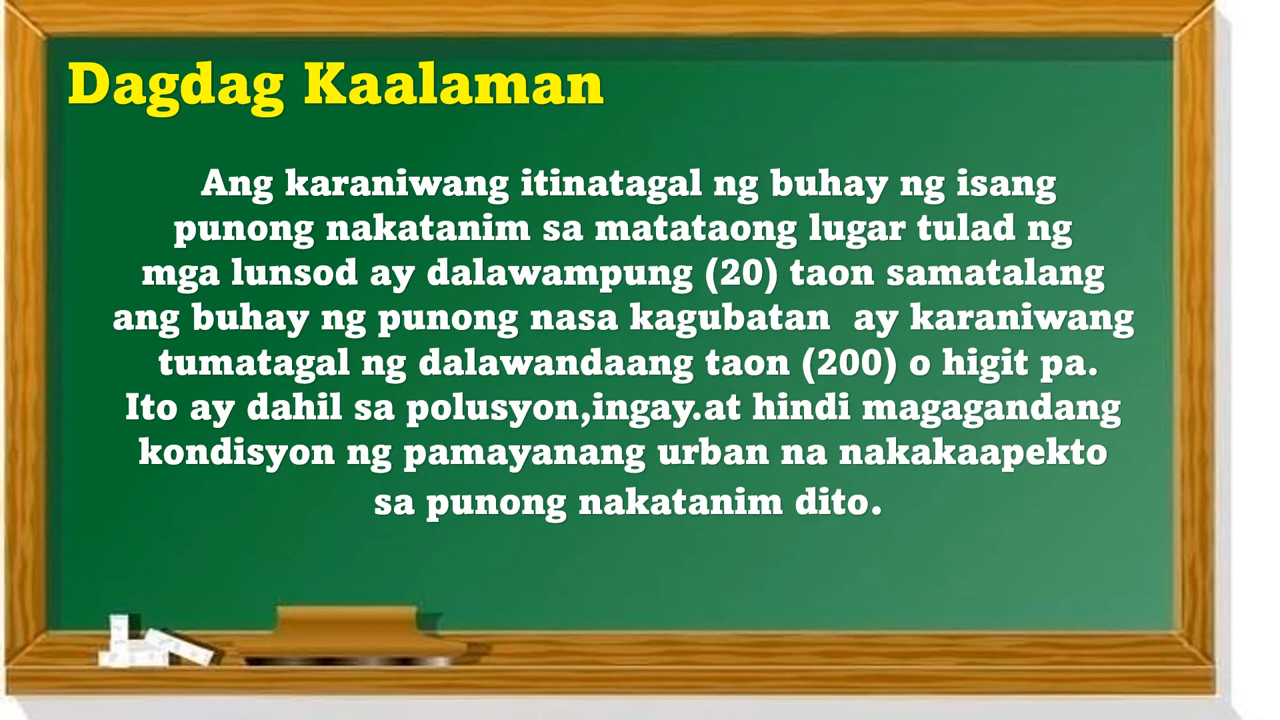 Dagdag Kaalaman
Ang karaniwang itinatagal ng buhay ng isang
punong nakatanim sa matataong lugar tulad ng
mga lunsod ay dalawampung (20) taon samatalang
ang buhay ng punong nasa kagubatan  ay karaniwang
tumatagal ng dalawandaang taon (200) o higit pa.
Ito ay dahil sa polusyon,ingay.at hindi magagandang
kondisyon ng pamayanang urban na nakakaapekto
sa punong nakatanim dito.